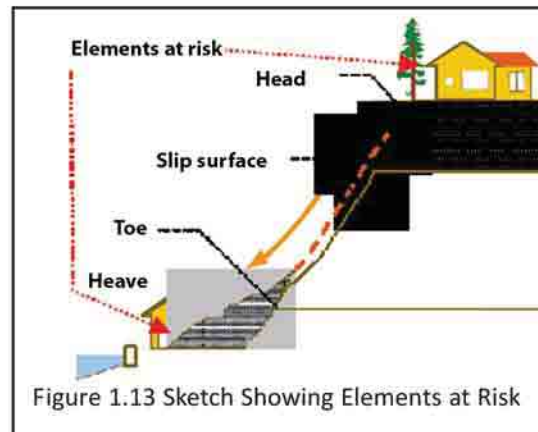 Elements at risk
Head
Slip surface
Toe
Heave
Figure 1.13 Sketch Showing Elements at Risk